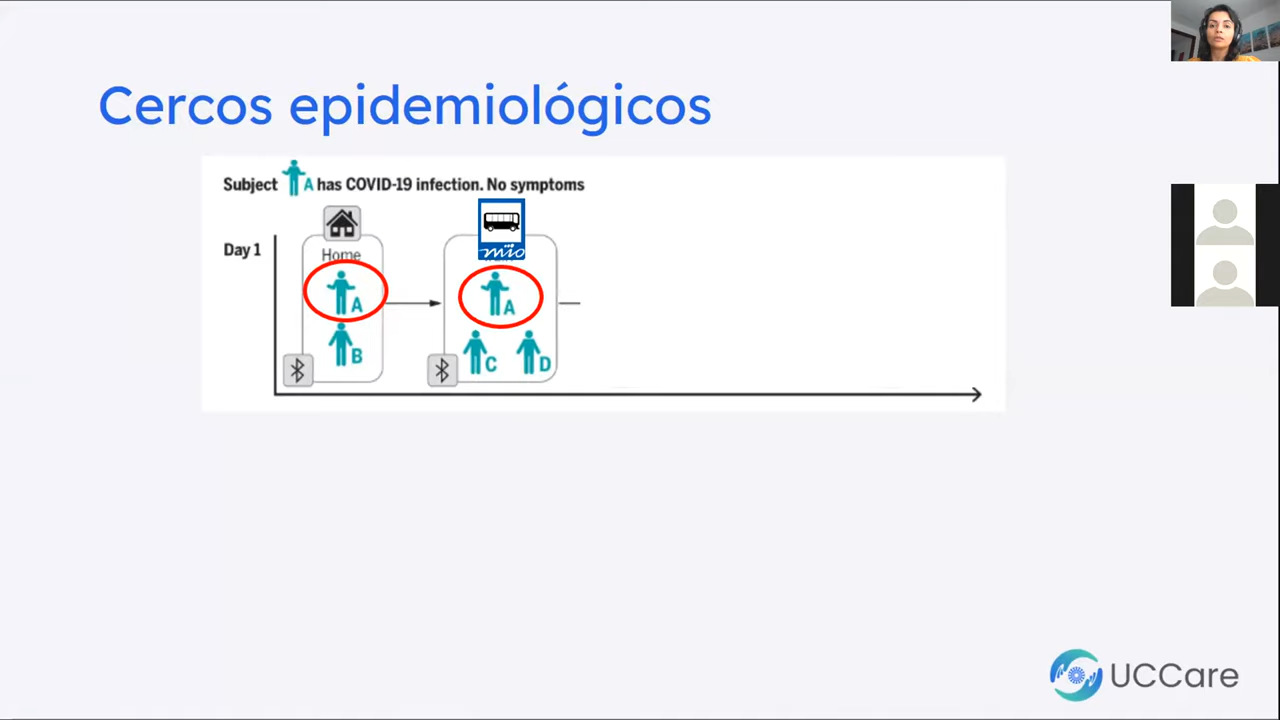 Cercos epidemiológicos
Subject A has COVID-19 infection. No symptoms
Day 1
Home
mio
A
A
B
C
D
UCCare